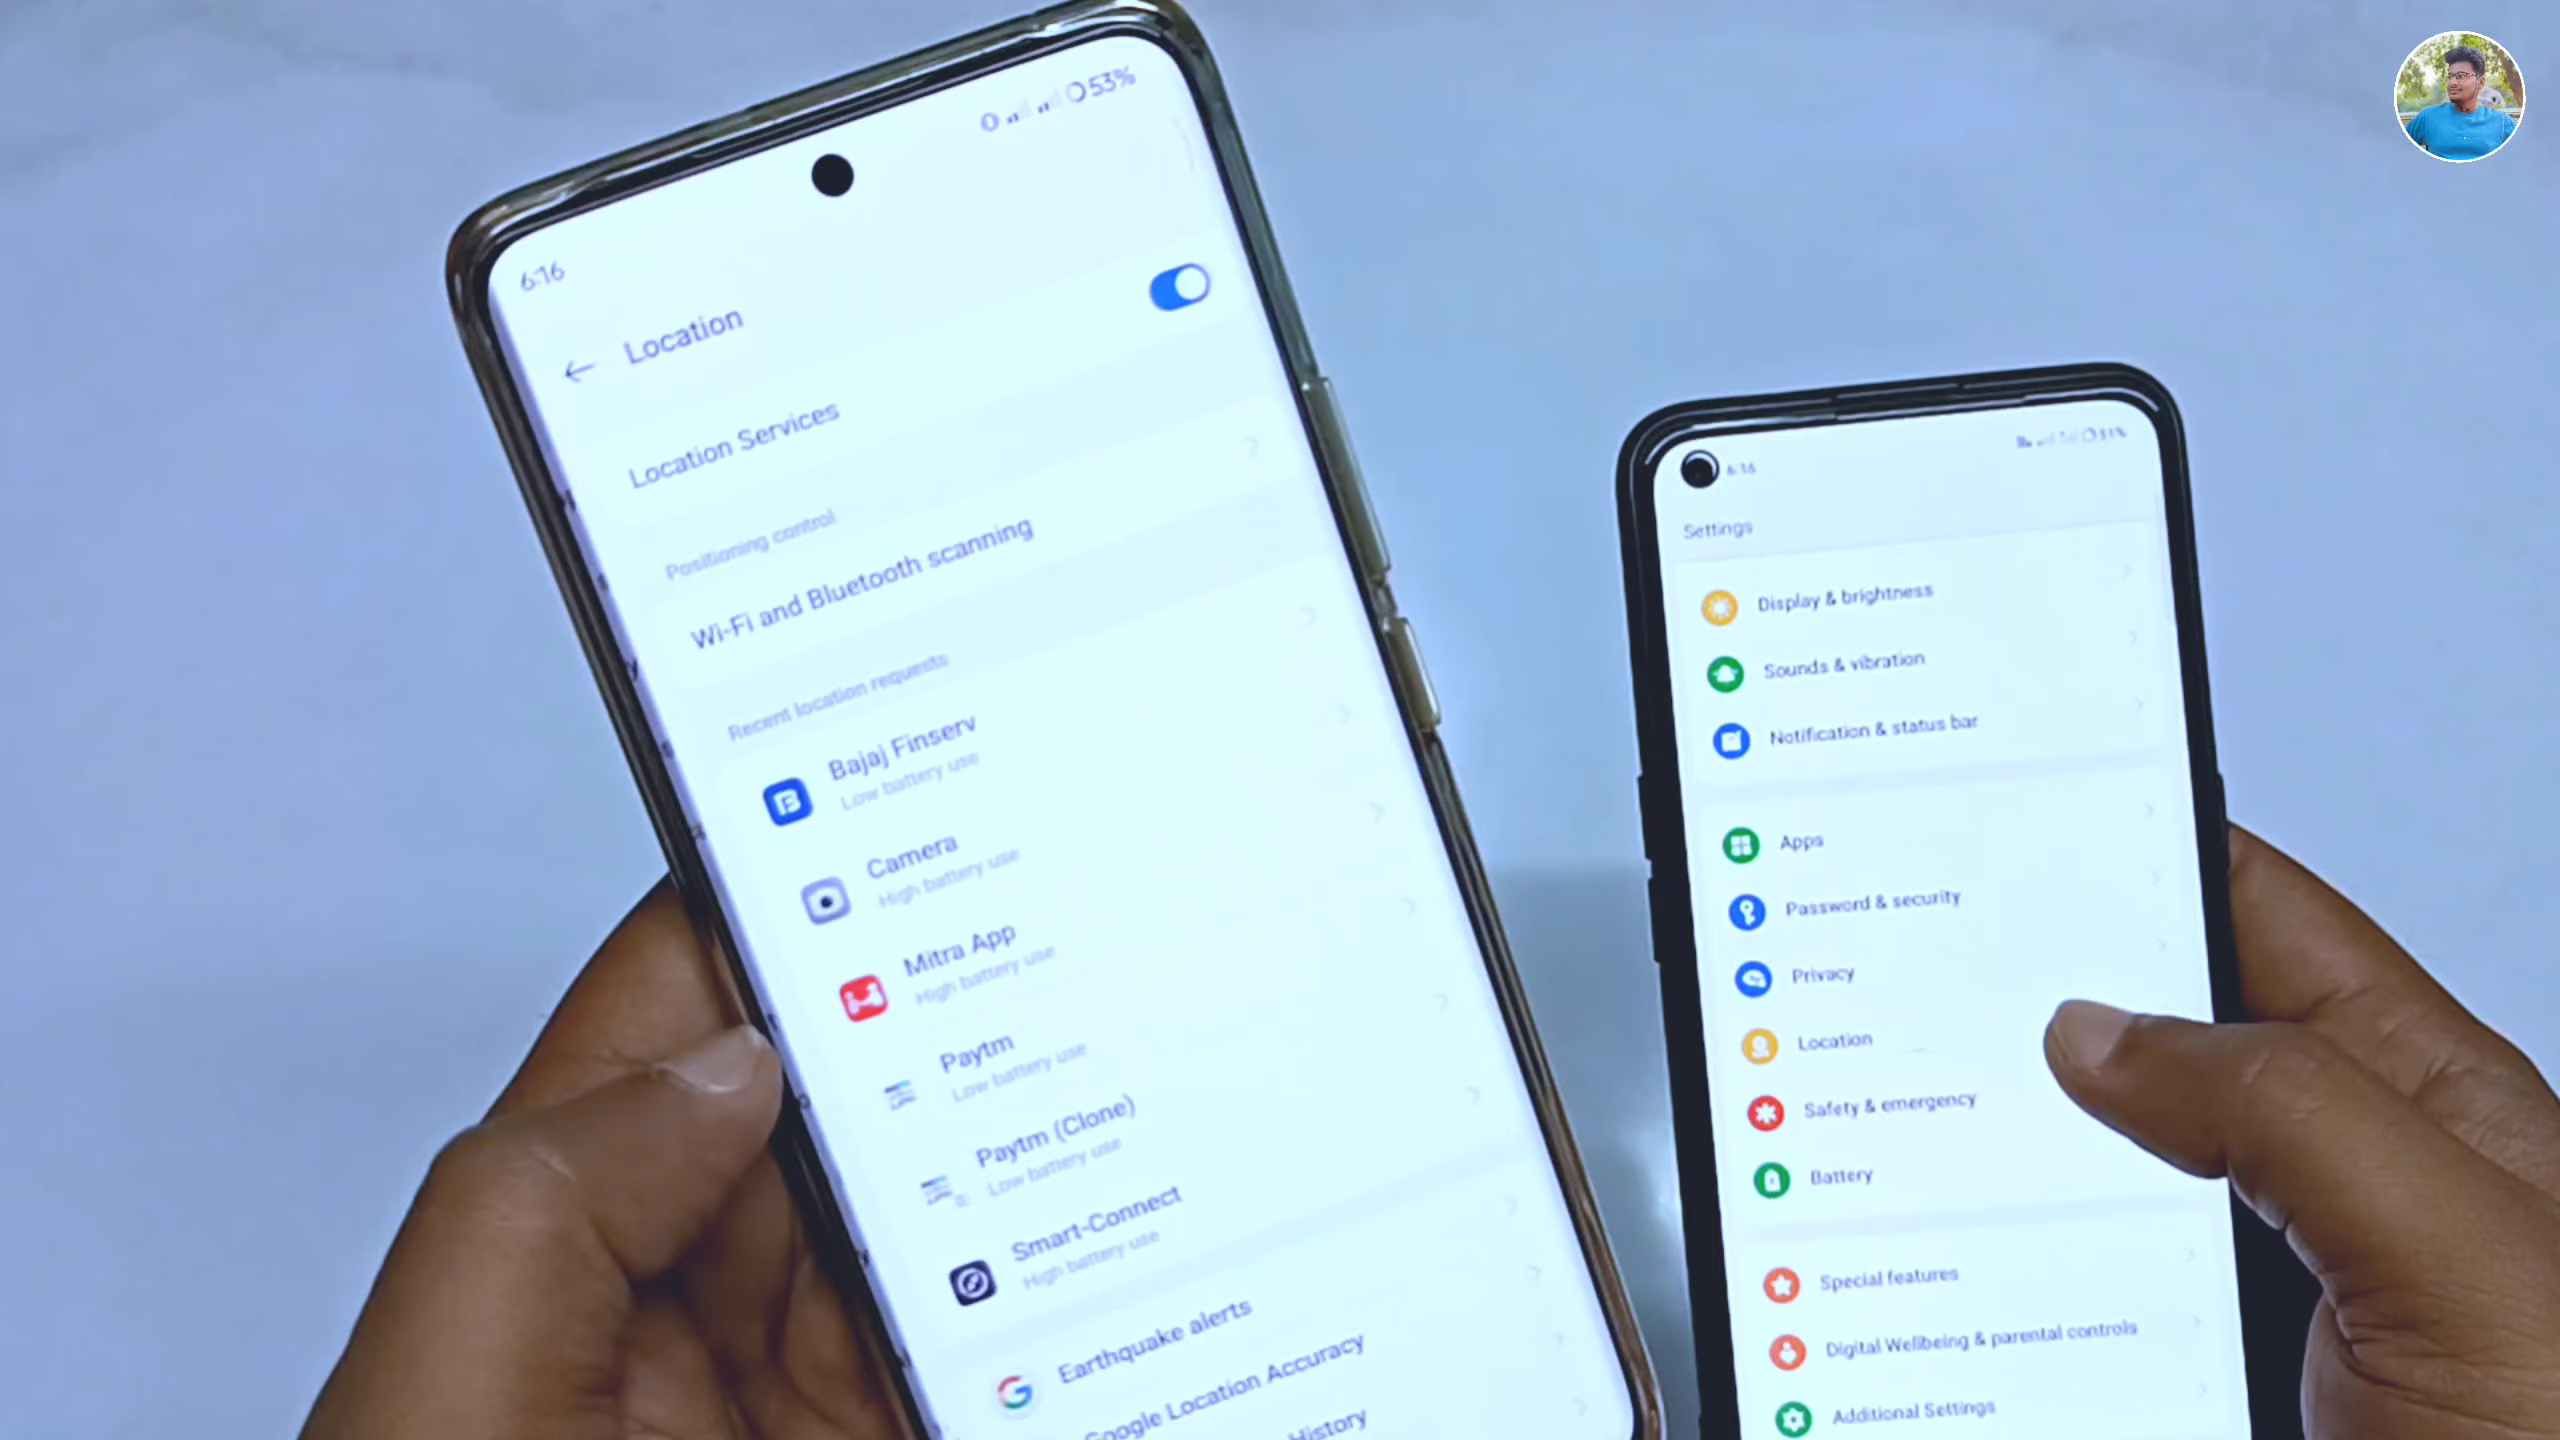 53%
6:16
Location
Location Services
Positioning control
Wi-Fi and Bluetooth scanning
Recent location requests
Bajaj Finserv
Low battery use
Camera
High battery use
Mitra App
High battery use
Paytm
Low battery use
Paytm (Clone)
Low battery use
Smart-Connect
High battery use
Earthquake alerts
Google Location Accuracy
History
6:16
51%
Settings
Display & brightness
Sounds & vibration
Notification & status bar
Apps
Password & security
Privacy
Location
Safety & emergency
Battery
Special features
Digital Wellbeing & parental controls
Additional Settings